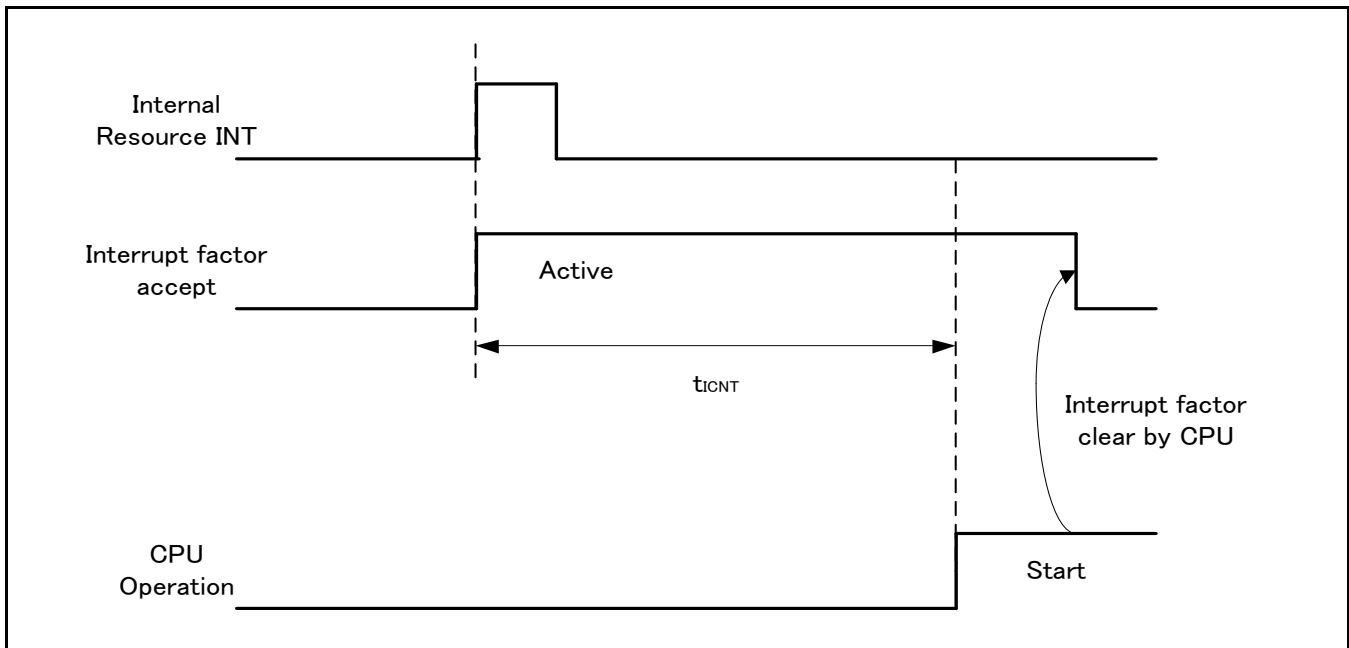 Internal
Resource INT
Interrupt factor
accept
Active
tICNT
Interrupt factor
clear by CPU
CPU
Operation
Start